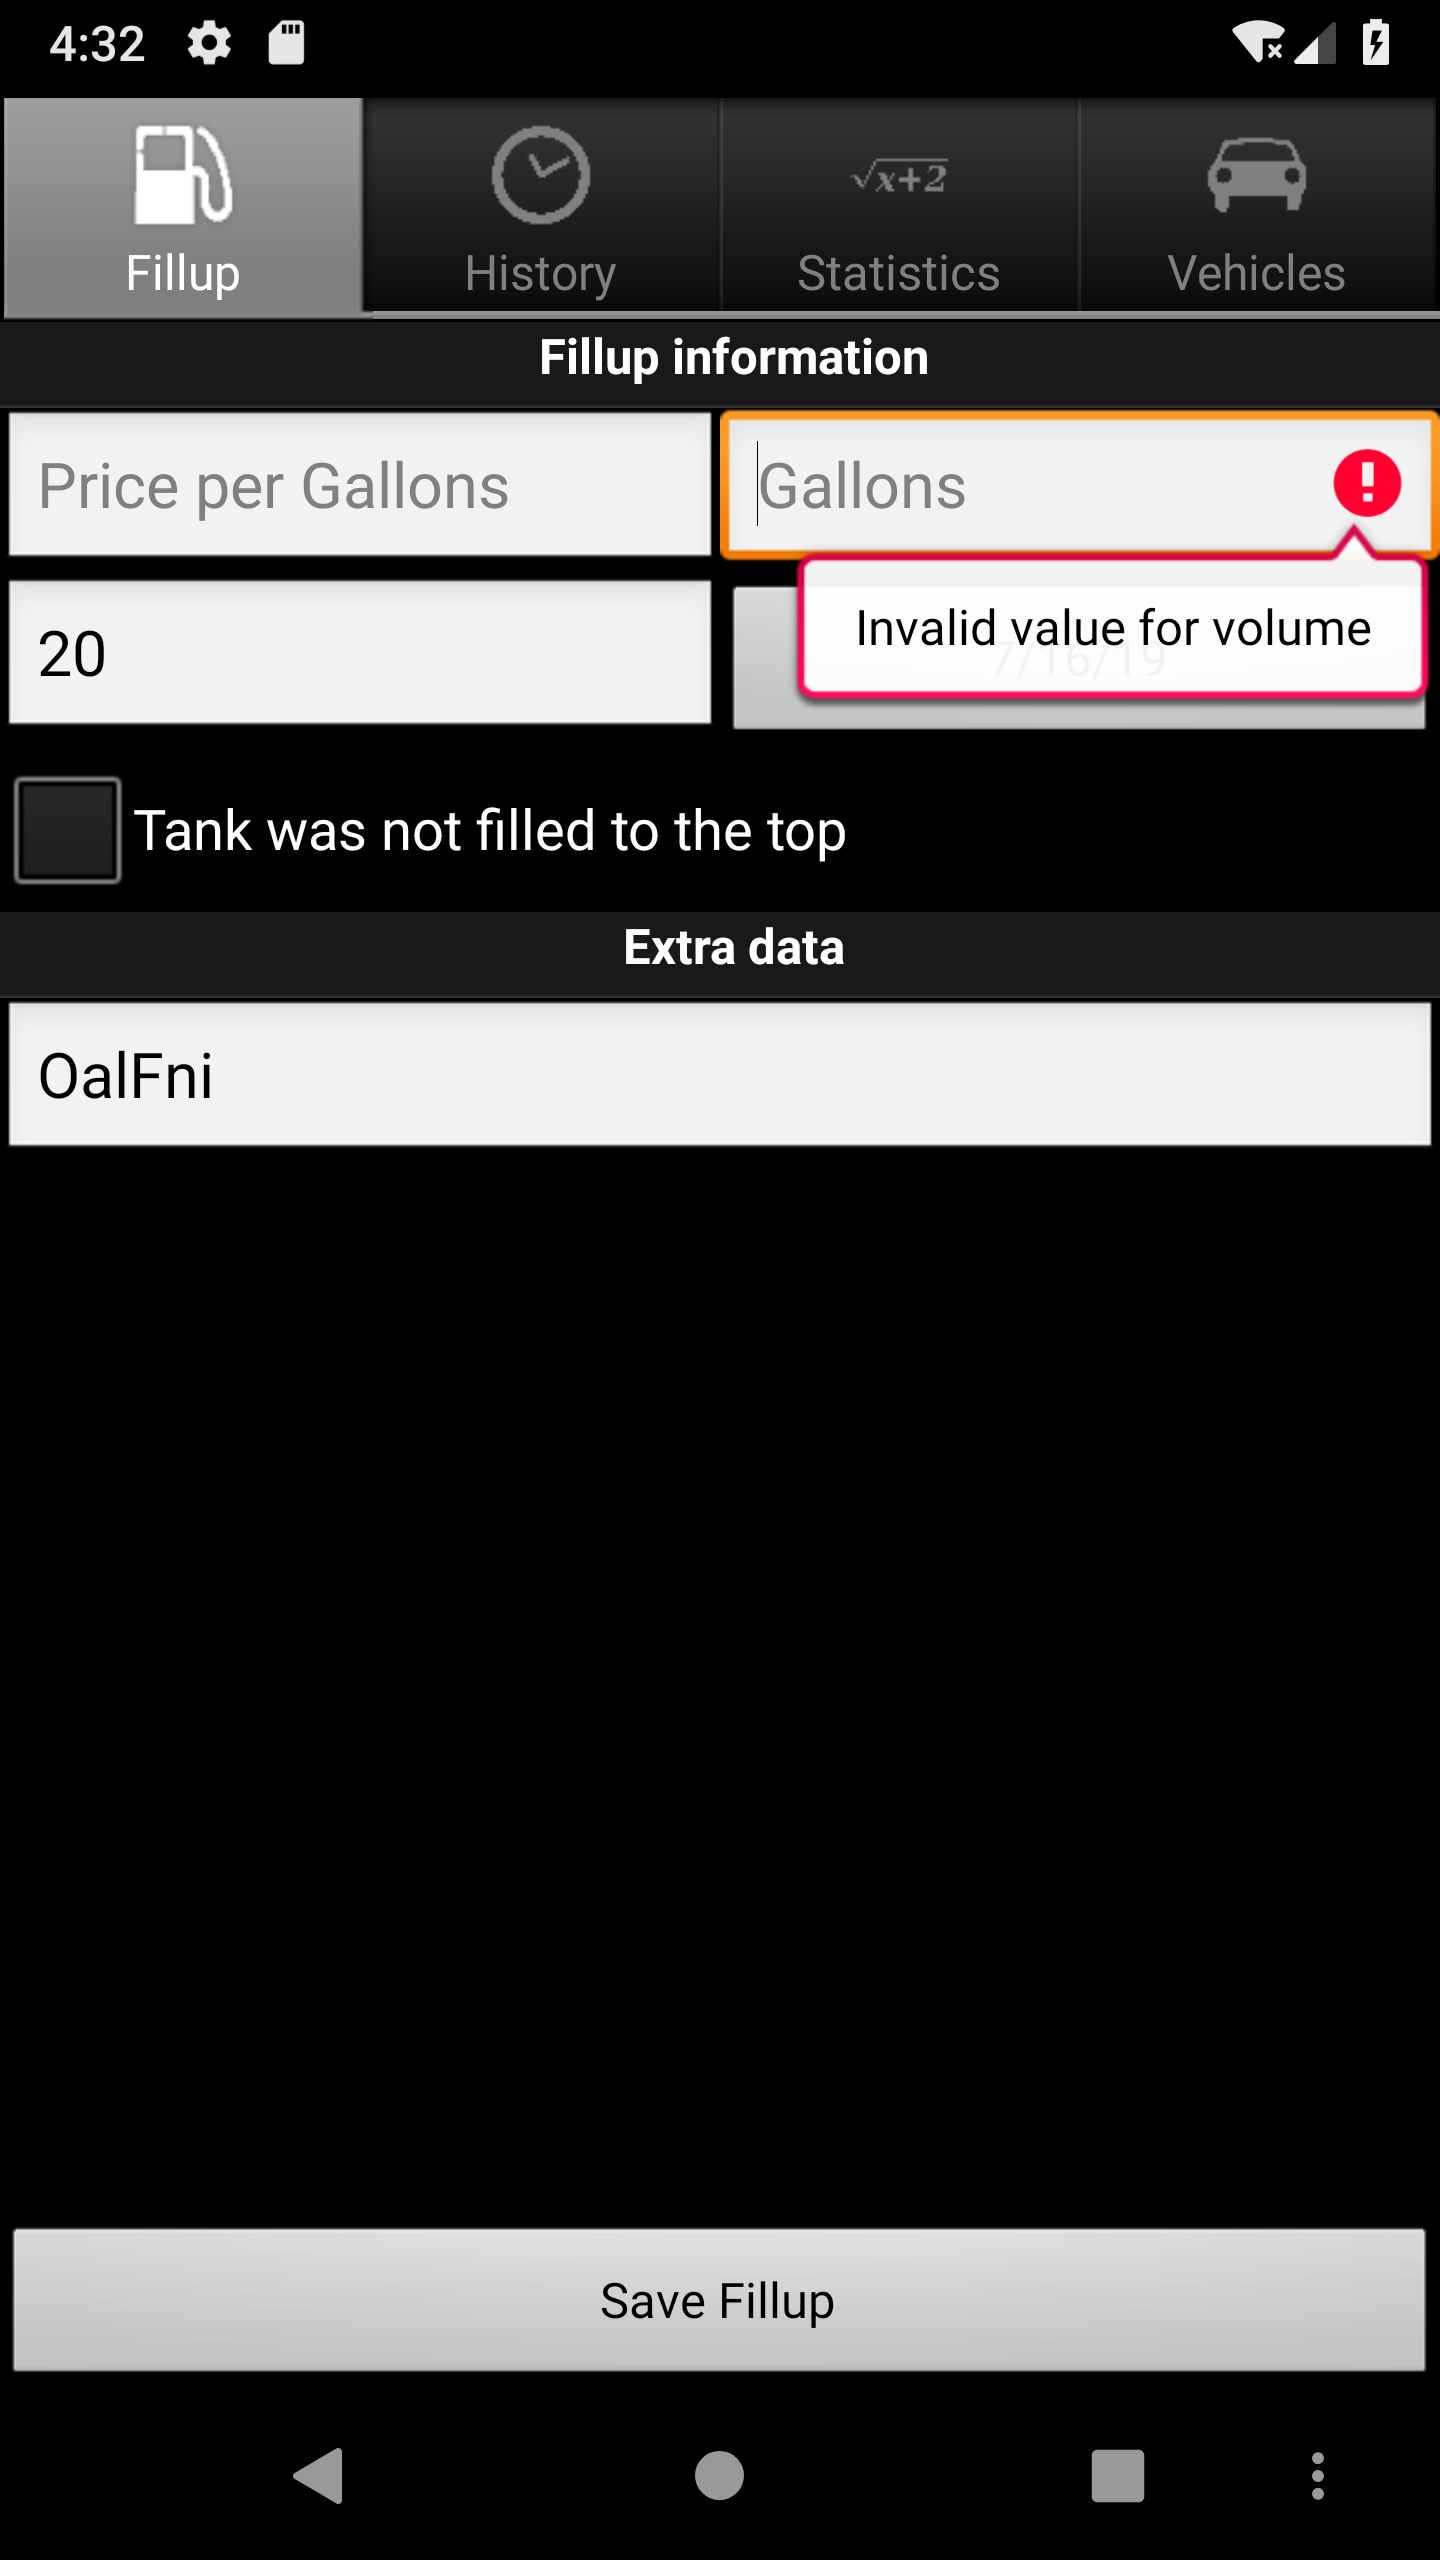 4:32
Fillup
History
√x+2
Statistics
Vehicles
Fillup information
Price per Gallons
Gallons
Invalid value for volume
20
7/16/19
Tank was not filled to the top
Extra data
OalFni
Save Fillup